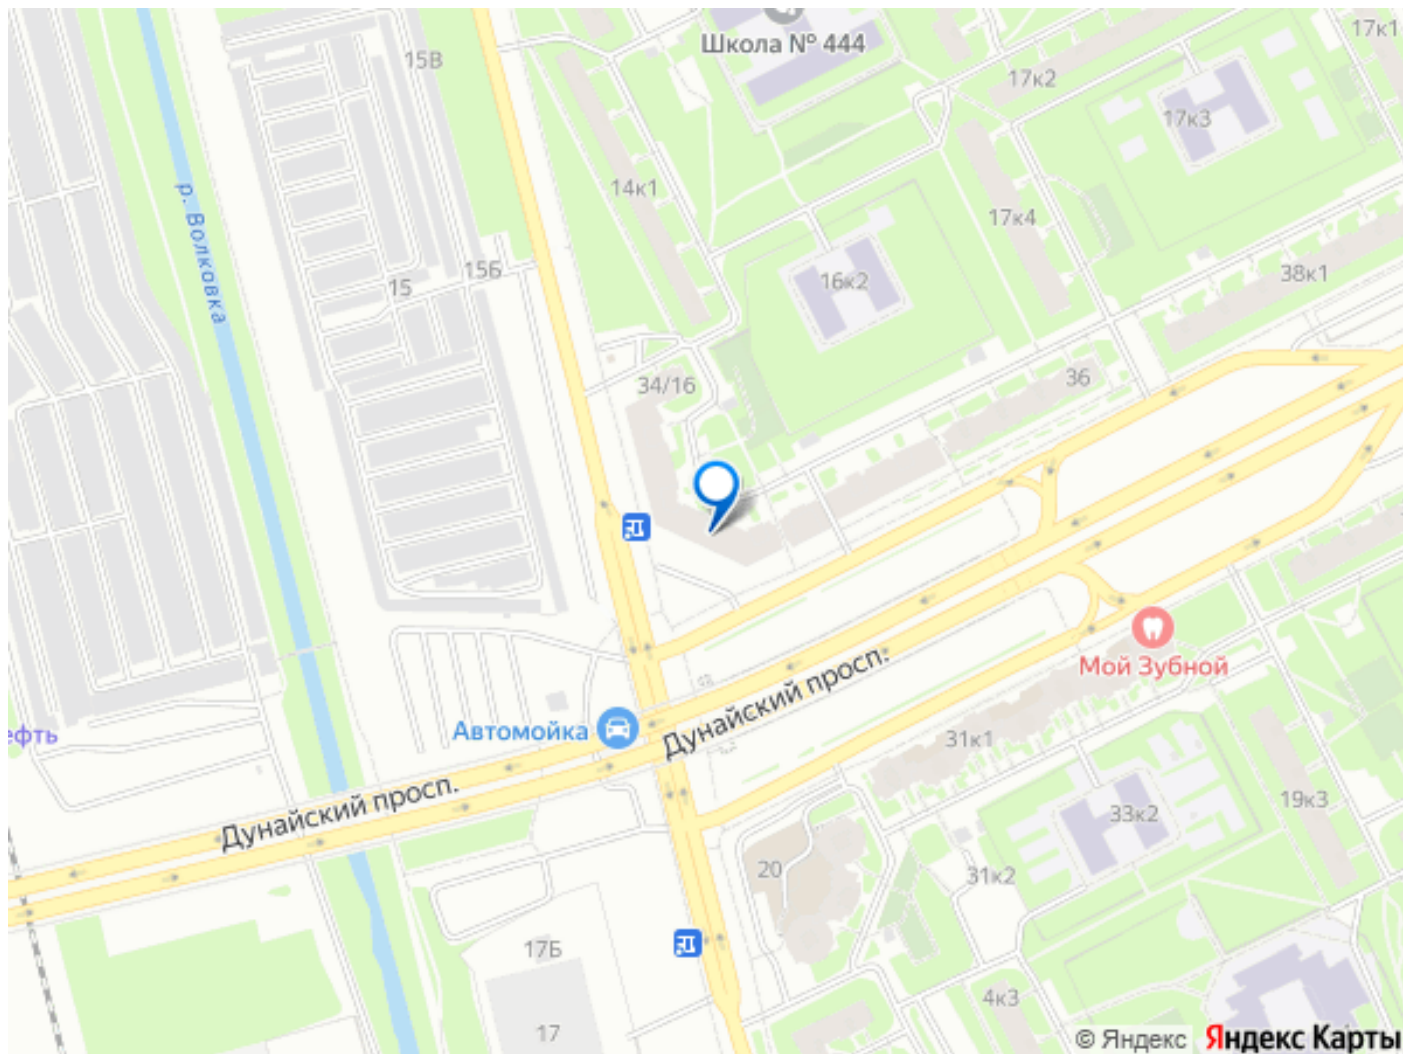 17к1
Школа № 444
15В
17к2
17к3
14к1
р. Волковка
17к4
15Б
15
16к2
38к1
34/16
36
Мой Зубной
Дунайский просп.
Автомойка
ефть
31к1
Дунайский просп.
19к3
33к2
20
31к2
17Б
4к3
17
© Яндекс
Яндекс Карты